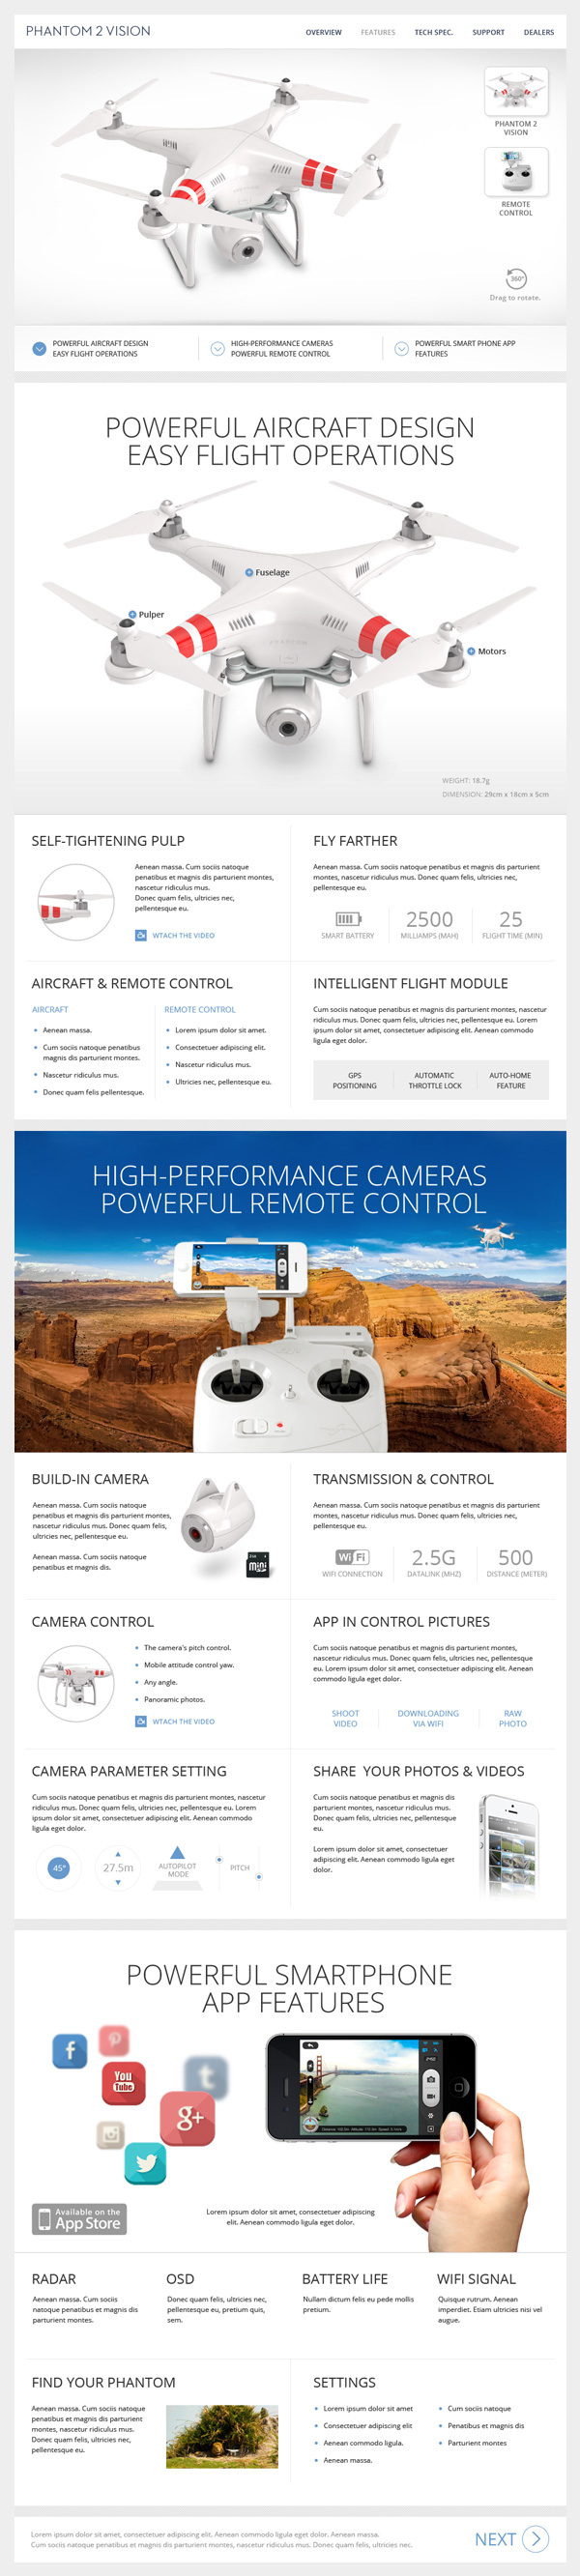 PHANTOM 2 VISION
OVERVIEW FEATURES TECH SPEC. SUPPORT DEALERS
PHANTOM 2
VISION
REMOTE
CONTROL
360°
Drag to rotate.
POWERFUL AIRCRAFT DESIGN
EASY FLIGHT OPERATIONS
HIGH-PERFORMANCE CAMERAS
POWERFUL REMOTE CONTROL
POWERFUL SMART PHONE APP
FEATURES
POWERFUL AIRCRAFT DESIGN
EASY FLIGHT OPERATIONS
Fuselage
Pulper
Motors
WEIGHT: 18.7g
DIMENSION: 29cm x 18cm x 5cm
SELF-TIGHTENING PULP
Aenean massa. Cum sociis natoque
penatibus et magnis dis parturient montes,
nascetur ridiculus mus.
Donec quam felis, ultricies nec,
pellentesque eu.
WTACH THE VIDEO
FLY FARTHER
Aenean massa. Cum sociis natoque penatibus et magnis dis parturient
montes, nascetur ridiculus mus. Donec quam felis, ultricies nec,
pellentesque eu.
SMART BATTERY
2500
MILLIAMPS (MAH)
25
FLIGHT TIME (MIN)
AIRCRAFT & REMOTE CONTROL
AIRCRAFT
Aenean massa.
Cum sociis natoque penatibus
magnis dis parturient montes.
Nascetur ridiculus mus.
Donec quam felis pellentesque.
REMOTE CONTROL
Lorem ipsum dolor sit amet.
Consectetuer adipiscing elit.
Nascetur ridiculus mus.
Ultricies nec, pellentesque eu.
INTELLIGENT FLIGHT MODULE
Cum sociis natoque penatibus et magnis dis parturient montes, nascetur
ridiculus mus. Donec quam felis, ultricies nec, pellentesque eu. Lorem
ipsum dolor sit amet, consectetuer adipiscing elit. Aenean commodo
ligula eget dolor.
GPS
POSITIONING
AUTOMATIC
THROTTLE LOCK
AUTO-HOME
FEATURE
HIGH-PERFORMANCE CAMERAS
POWERFUL REMOTE CONTROL
BUILD-IN CAMERA
Aenean massa. Cum sociis natoque
penatibus et magnis dis parturient montes,
nascetur ridiculus mus. Donec quam felis,
ultricies nec, pellentesque eu.
Aenean massa. Cum sociis natoque
penatibus et magnis dis.
mini
TRANSMISSION & CONTROL
Aenean massa. Cum sociis natoque penatibus et magnis dis parturient
montes, nascetur ridiculus mus. Donec quam felis, ultricies nec,
pellentesque eu.
WiFi
WIFI CONNECTION
2.5G
DATALINK (MHZ)
500
DISTANCE (METER)
CAMERA CONTROL
The camera's pitch control.
Mobile attitude control yaw.
Any angle.
Panoramic photos.
WTACH THE VIDEO
APP IN CONTROL PICTURES
Cum sociis natoque penatibus et magnis dis parturient montes,
nascetur ridiculus mus. Donec quam felis, ultricies nec, pellentesque
eu. Lorem ipsum dolor sit amet, consectetuer adipiscing elit. Aenean
commodo ligula eget dolor.
SHOOT
VIDEO
DOWNLOADING
VIA WIFI
RAW
PHOTO
CAMERA PARAMETER SETTING
Cum sociis natoque penatibus et magnis dis parturient montes, nascetur
ridiculus mus. Donec quam felis, ultricies nec, pellentesque eu. Lorem
ipsum dolor sit amet, consectetuer adipiscing elit. Aenean commodo
ligula eget dolor.
45°
27.5m
AUTOPILOT
MODE
PITCH
SHARE YOUR PHOTOS & VIDEOS
Cum sociis natoque penatibus et magnis dis
parturient montes, nascetur ridiculus mus.
Donec quam felis, ultricies nec, pellentesque
eu.
Lorem ipsum dolor sit amet, consectetuer
adipiscing elit. Aenean commodo ligula eget
dolor.
POWERFUL SMARTPHONE
APP FEATURES
You
Tube
g+
Available on the
App Store
Lorem ipsum dolor sit amet, consectetuer adipiscing
elit. Aenean commodo ligula eget dolor.
RADAR
Aenean massa. Cum sociis
natoque penatibus et magnis dis
parturient montes.
OSD
Donec quam felis, ultricies nec,
pellentesque eu, pretium quis,
sem.
BATTERY LIFE
Nullam dictum felis eu pede mollis
pretium.
WIFI SIGNAL
Quisque rutrum. Aenean
imperdiet. Etiam ultricies nisi vel
augue.
FIND YOUR PHANTOM
Aenean massa. Cum sociis natoque
penatibus et magnis dis parturient
montes, nascetur ridiculus mus.
Donec quam felis, ultricies nec,
pellentesque eu.
SETTINGS
Lorem ipsum dolor sit amet
Consectetuer adipiscing elit
Aenean commodo ligula.
Aenean massa.
Cum sociis natoque
Penatibus et magnis dis
Parturient montes
Lorem ipsum dolor sit amet, consectetuer adipiscing elit. Aenean commodo ligula eget dolor. Aenean massa.
Cum sociis natoque penatibus et magnis dis parturient montes, nascetur ridiculus mus. Donec quam felis, ultricies nec.
NEXT